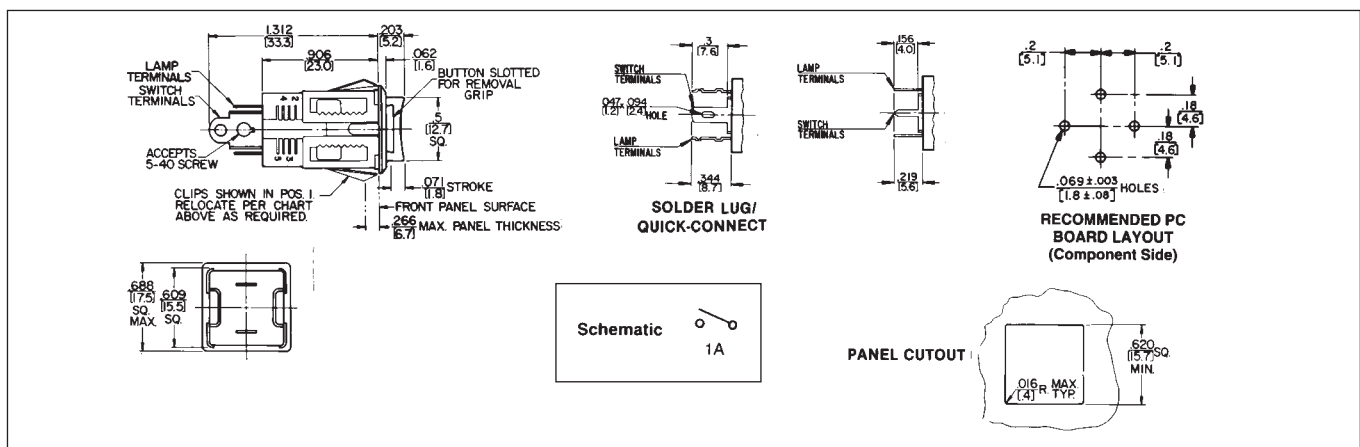 1.312
[33.3]
.203
[5.2]
.906
[23.0]
.062
[1.6]
LAMP
TERMINALS
SWITCH
TERMINALS
BUTTON SLOTTED
FOR REMOVAL
GRIP
2
4
3
5
.5
[12.7]
SQ.
ACCEPTS
5-40 SCREW
CLIPS SHOWN IN POS. 1.
RELOCATE PER CHART
ABOVE AS REQUIRED.
.071
[1.8] STROKE
FRONT PANEL SURFACE
.266
[6.7] MAX. PANEL THICKNESS
.688
[17.5]
SQ.
MAX.
.609
[15.5]
SQ.
.3
[7.6]
SWITCH
TERMINALS
.047 x .094 HOLE
[1.2] [2.4]
LAMP
TERMINALS
.344
[8.7]
SOLDER LUG/
QUICK-CONNECT
.156
[4.0]
LAMP
TERMINALS
SWITCH
TERMINALS
.219
[5.6]
.2
[5.1]
.2
[5.1]
.18
[4.6]
.18
[4.6]
.069 ±.003 HOLES
[1.8 ±.08]
RECOMMENDED PC
BOARD LAYOUT
(Component Side)
Schematic
1A
PANEL CUTOUT
.620 SQ.
[15.7]
MIN.
.016 R. MAX.
[.4] TYP.